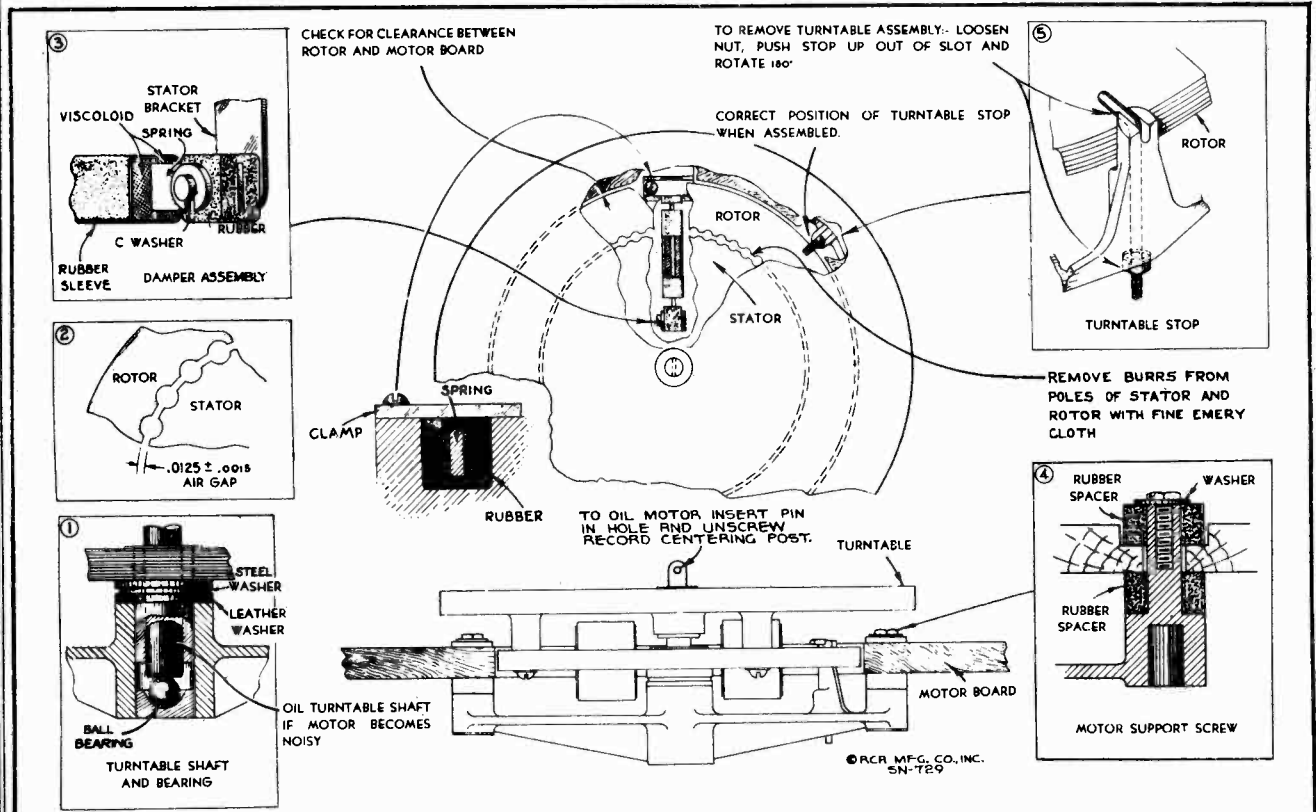 ③
STATOR
BRACKET
VISCOLOID
SPRING
C WASHER
RUBBER
RUBBER
SLEEVE
DAMPER ASSEMBLY
CHECK FOR CLEARANCE BETWEEN
ROTOR AND MOTOR BOARD
TO REMOVE TURNTABLE ASSEMBLY:- LOOSEN
NUT, PUSH STOP UP OUT OF SLOT AND
ROTATE 180°
CORRECT POSITION OF TURNTABLE STOP
WHEN ASSEMBLED.
ROTOR
STATOR
⑤
ROTOR
TURNTABLE STOP
②
ROTOR
STATOR
.0125 ± .0015
AIR GAP
SPRING
CLAMP
RUBBER
REMOVE BURRS FROM
POLES OF STATOR AND
ROTOR WITH FINE EMERY
CLOTH
①
STEEL
WASHER
LEATHER
WASHER
BALL
BEARING
TURNTABLE SHAFT
AND BEARING
OIL TURNTABLE SHAFT
IF MOTOR BECOMES
NOISY
TO OIL MOTOR INSERT PIN
IN HOLE AND UNSCREW
RECORD CENTERING POST.
TURNTABLE
MOTOR BOARD
© RCA MFG. CO., INC.
SN-729
④
RUBBER
SPACER
WASHER
RUBBER
SPACER
MOTOR SUPPORT SCREW